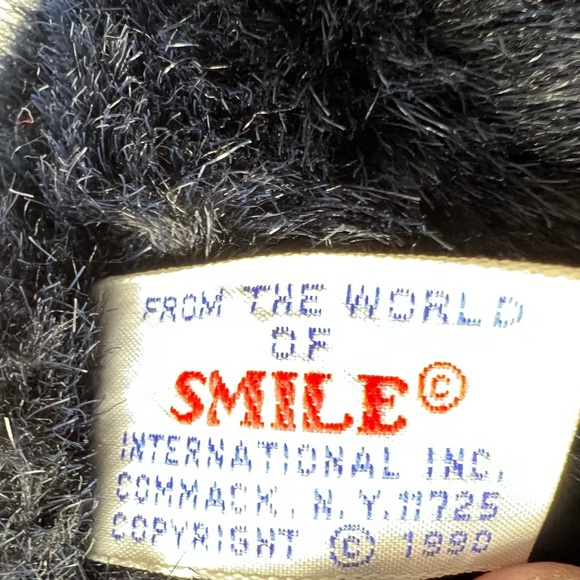 FROM THE WORLD
OF
SMILE©
INTERNATIONAL INC.
COMMACK, N.Y. 11725
COPYRIGHT © 1990